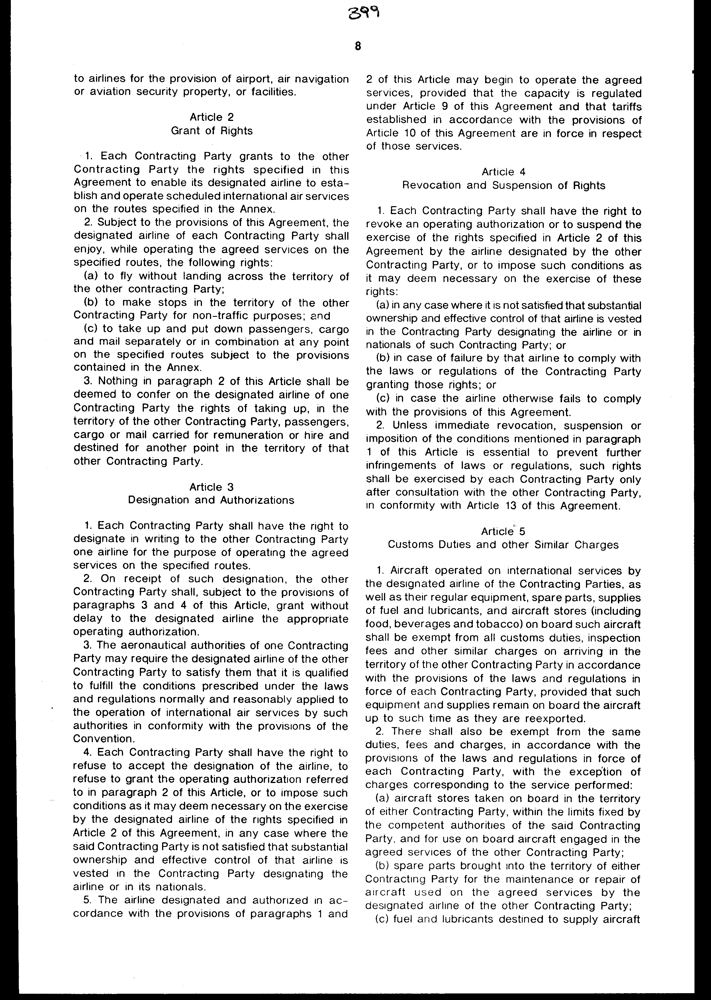 399
8
to airlines for the provision of airport, air navigation
or aviation security property, or facilities.
Article 2
Grant of Rights
1. Each Contracting Party grants to the other
Contracting Party the rights specified in this
Agreement to enable its designated airline to esta-
blish and operate scheduled international air services
on the routes specified in the Annex.
2. Subject to the provisions of this Agreement, the
designated airline of each Contracting Party shall
enjoy, while operating the agreed services on the
specified routes, the following rights:
(a) to fly without landing across the territory of
the other contracting Party;
(b) to make stops in the territory of the other
Contracting Party for non-traffic purposes; and
(c) to take up and put down passengers, cargo
and mail separately or in combination at any point
on the specified routes subject to the provisions
contained in the Annex.
3. Nothing in paragraph 2 of this Article shall be
deemed to confer on the designated airline of one
Contracting Party the rights of taking up, in the
territory of the other Contracting Party, passengers,
cargo or mail carried for remuneration or hire and
destined for another point in the territory of that
other Contracting Party.
Article 3
Designation and Authorizations
1. Each Contracting Party shall have the right to
designate in writing to the other Contracting Party
one airline for the purpose of operating the agreed
services on the specified routes.
2. On receipt of such designation, the other
Contracting Party shall, subject to the provisions of
paragraphs 3 and 4 of this Article, grant without
delay to the designated airline the appropriate
operating authorization.
3. The aeronautical authorities of one Contracting
Party may require the designated airline of the other
Contracting Party to satisfy them that it is qualified
to fulfill the conditions prescribed under the laws
and regulations normally and reasonably applied to
the operation of international air services by such
authorities in conformity with the provisions of the
Convention.
4. Each Contracting Party shall have the right to
refuse to accept the designation of the airline, to
refuse to grant the operating authorization referred
to in paragraph 2 of this Article, or to impose such
conditions as it may deem necessary on the exercise
by the designated airline of the rights specified in
Article 2 of this Agreement, in any case where the
said Contracting Party is not satisfied that substantial
ownership and effective control of that airline is
vested in the Contracting Party designating the
airline or in its nationals.
5. The airline designated and authorized in ac-
cordance with the provisions of paragraphs 1 and
2 of this Article may begin to operate the agreed
services, provided that the capacity is regulated
under Article 9 of this Agreement and that tariffs
established in accordance with the provisions of
Article 10 of this Agreement are in force in respect
of those services.
Article 4
Revocation and Suspension of Rights
1. Each Contracting Party shall have the right to
revoke an operating authorization or to suspend the
exercise of the rights specified in Article 2 of this
Agreement by the airline designated by the other
Contracting Party, or to impose such conditions as
it may deem necessary on the exercise of these
rights:
(a) in any case where it is not satisfied that substantial
ownership and effective control of that airline is vested
in the Contracting Party designating the airline or in
nationals of such Contracting Party; or
(b) in case of failure by that airline to comply with
the laws or regulations of the Contracting Party
granting those rights; or
(c) in case the airline otherwise fails to comply
with the provisions of this Agreement.
2. Unless immediate revocation, suspension or
imposition of the conditions mentioned in paragraph
1 of this Article is essential to prevent further
infringements of laws or regulations, such rights
shall be exercised by each Contracting Party only
after consultation with the other Contracting Party,
in conformity with Article 13 of this Agreement.
Article 5
Customs Duties and other Similar Charges
1. Aircraft operated on international services by
the designated airline of the Contracting Parties, as
well as their regular equipment, spare parts, supplies
of fuel and lubricants, and aircraft stores (including
food, beverages and tobacco) on board such aircraft
shall be exempt from all customs duties, inspection
fees and other similar charges on arriving in the
territory of the other Contracting Party in accordance
with the provisions of the laws and regulations in
force of each Contracting Party, provided that such
equipment and supplies remain on board the aircraft
up to such time as they are reexported.
2. There shall also be exempt from the same
duties, fees and charges, in accordance with the
provisions of the laws and regulations in force of
each Contracting Party, with the exception of
charges corresponding to the service performed:
(a) aircraft stores taken on board in the territory
of either Contracting Party, within the limits fixed by
the competent authorities of the said Contracting
Party, and for use on board aircraft engaged in the
agreed services of the other Contracting Party;
(b) spare parts brought into the territory of either
Contracting Party for the maintenance or repair of
aircraft used on the agreed services by the
designated airline of the other Contracting Party;
(c) fuel and lubricants destined to supply aircraft